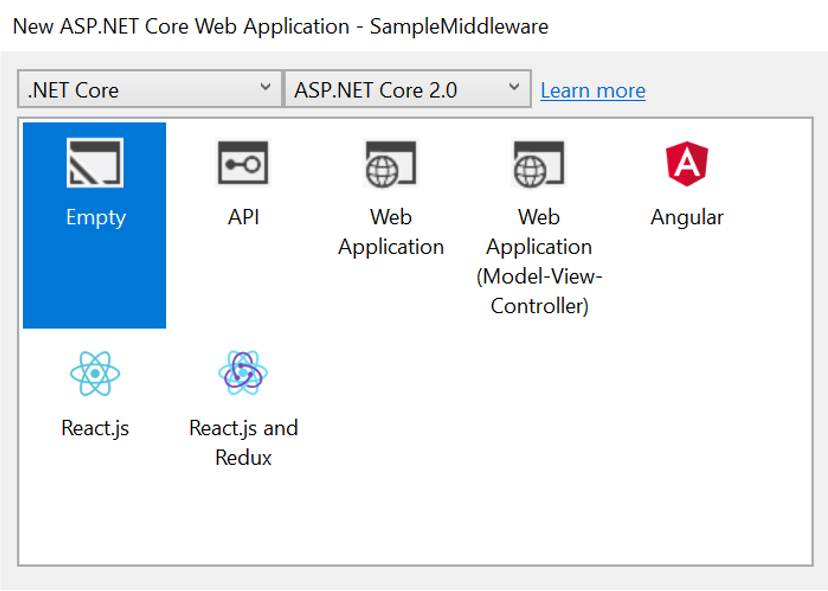 New ASP.NET Core Web Application - SampleMiddleware
.NET Core
ASP.NET Core 2.0
Learn more
Empty
API
Web
Application
Web
Application
(Model-View-
Controller)
A
Angular
React.js
React.js and
Redux